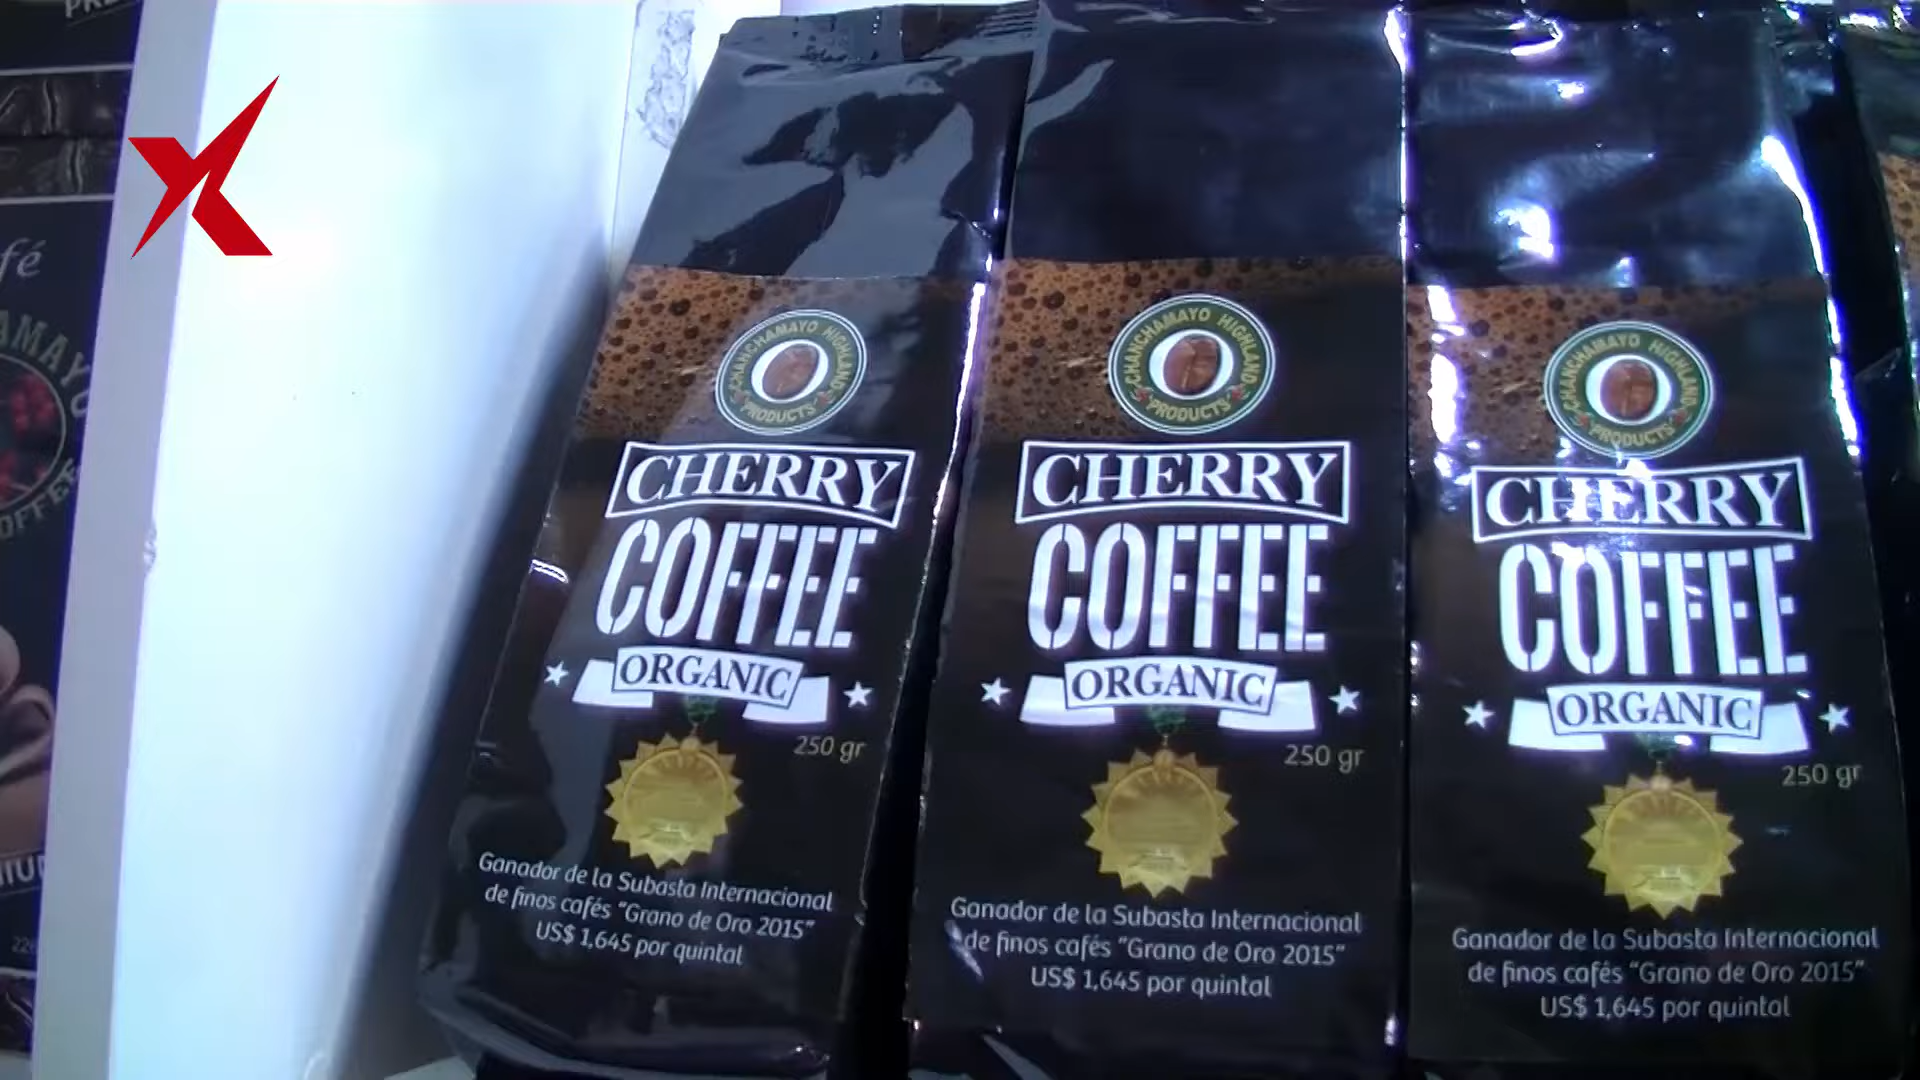 fé
AMAYO
OFFEE
CHANCHAMAYO HIGHLAND
PRODUCTS
CHERRY
COFFEE
ORGANIC
250 gr
Ganador de la Subasta Internacional
de finos cafés “Grano de Oro 2015”
US$ 1,645 por quintal
CHANCHAMAYO HIGHLAND
PRODUCTS
CHERRY
COFFEE
ORGANIC
250 gr
Ganador de la Subasta Internacional
de finos cafés “Grano de Oro 2015”
US$ 1,645 por quintal
CHANCHAMAYO HIGHLAND
PRODUCTS
CHERRY
COFFEE
ORGANIC
250 gr
Ganador de la Subasta Internacional
de finos cafés “Grano de Oro 2015”
US$ 1,645 por quintal